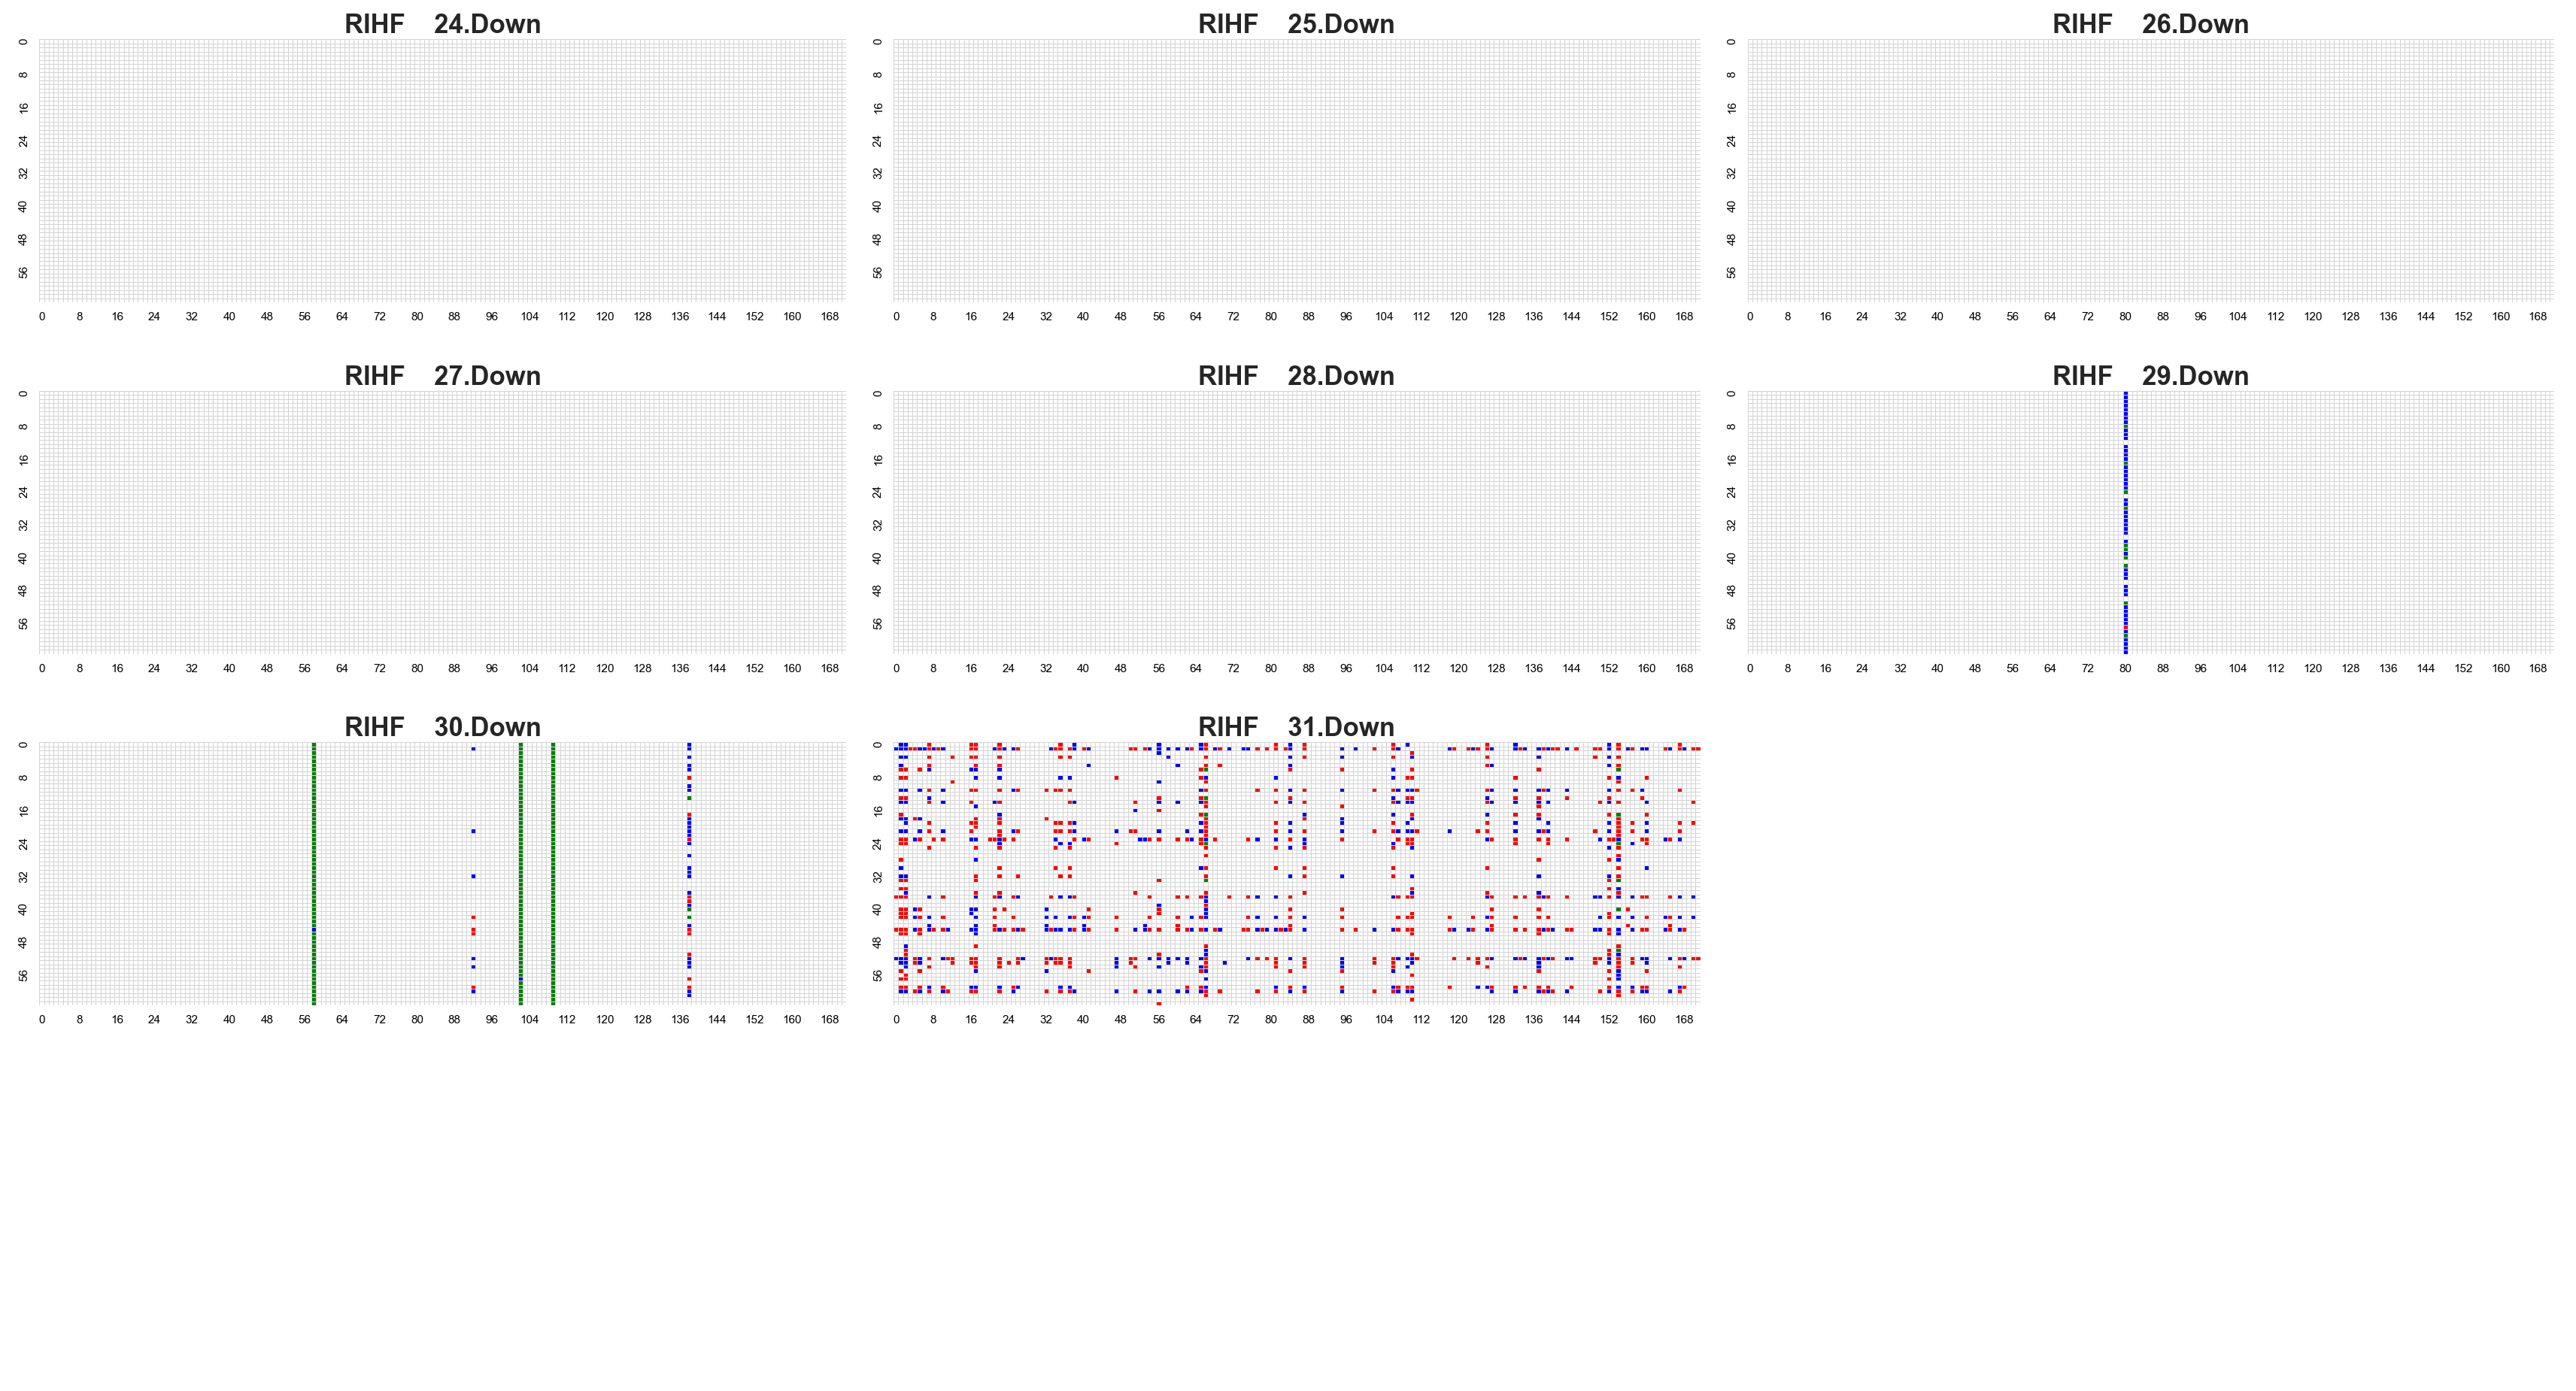 RIHF 24.Down
RIHF 25.Down
RIHF 26.Down
0 8 16 24 32 40 48 56
0 8 16 24 32 40 48 56
0 8 16 24 32 40 48 56
0 8 16 24 32 40 48 56 64 72 80 88 96 104 112 120 128 136 144 152 160 168
0 8 16 24 32 40 48 56 64 72 80 88 96 104 112 120 128 136 144 152 160 168
0 8 16 24 32 40 48 56 64 72 80 88 96 104 112 120 128 136 144 152 160 168
RIHF 27.Down
RIHF 28.Down
RIHF 29.Down
0 8 16 24 32 40 48 56
0 8 16 24 32 40 48 56
0 8 16 24 32 40 48 56
0 8 16 24 32 40 48 56 64 72 80 88 96 104 112 120 128 136 144 152 160 168
0 8 16 24 32 40 48 56 64 72 80 88 96 104 112 120 128 136 144 152 160 168
0 8 16 24 32 40 48 56 64 72 80 88 96 104 112 120 128 136 144 152 160 168
RIHF 30.Down
RIHF 31.Down
0 8 16 24 32 40 48 56
0 8 16 24 32 40 48 56
0 8 16 24 32 40 48 56 64 72 80 88 96 104 112 120 128 136 144 152 160 168
0 8 16 24 32 40 48 56 64 72 80 88 96 104 112 120 128 136 144 152 160 168